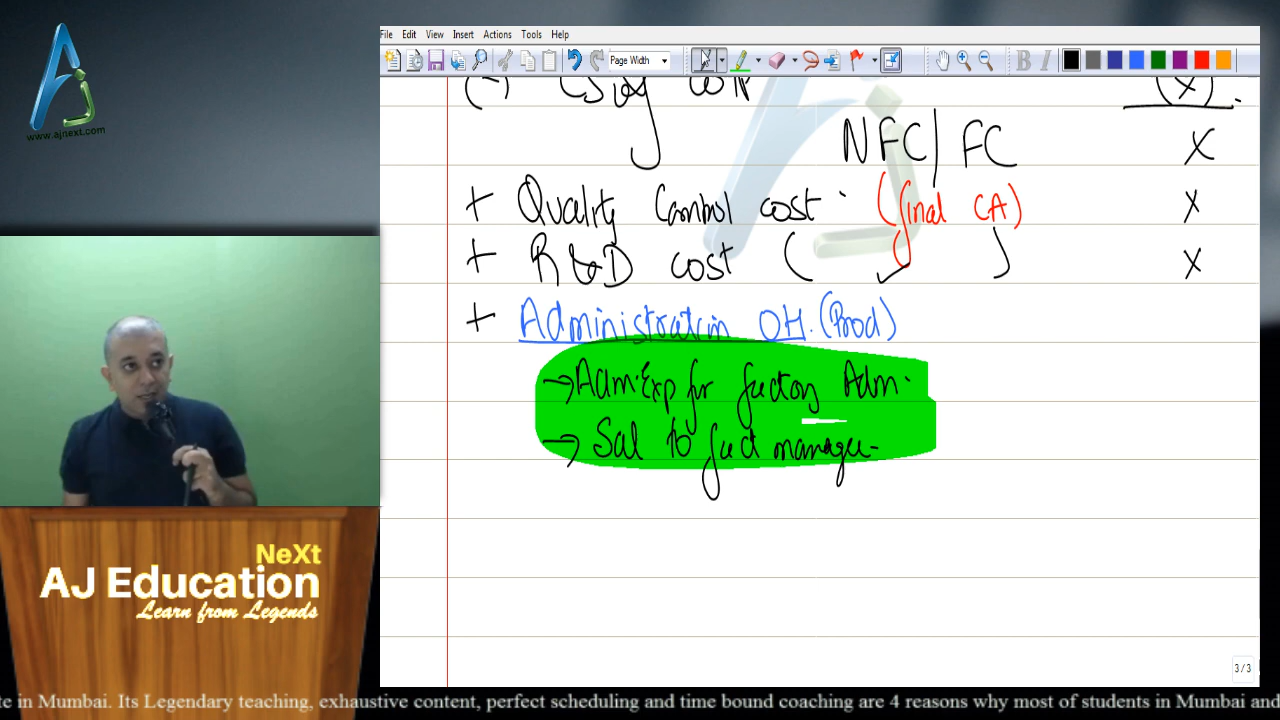 File Edit View Insert Actions Tools Help
Page Width
B I
www.ajnext.com
(-)
(x).
NFC | FC X
+ Quality Control cost. (final CA) X
+ R & D cost ( ✓ ) X
+ Administration OH. (Prod)
→ Adm. Exp for factory Adm.
→ Sal to fact manager
NeXt
AJ Education
Learn from Legends
3/3
te in Mumbai. Its Legendary teaching, exhaustive content, perfect scheduling and time bound coaching are 4 reasons why most of students in Mumbai and